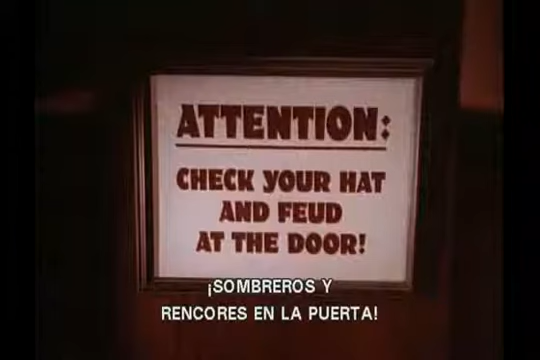 ATTENTION:
CHECK YOUR HAT
AND FEUD
AT THE DOOR!
¡SOMBREROS Y
RENCORES EN LA PUERTA!